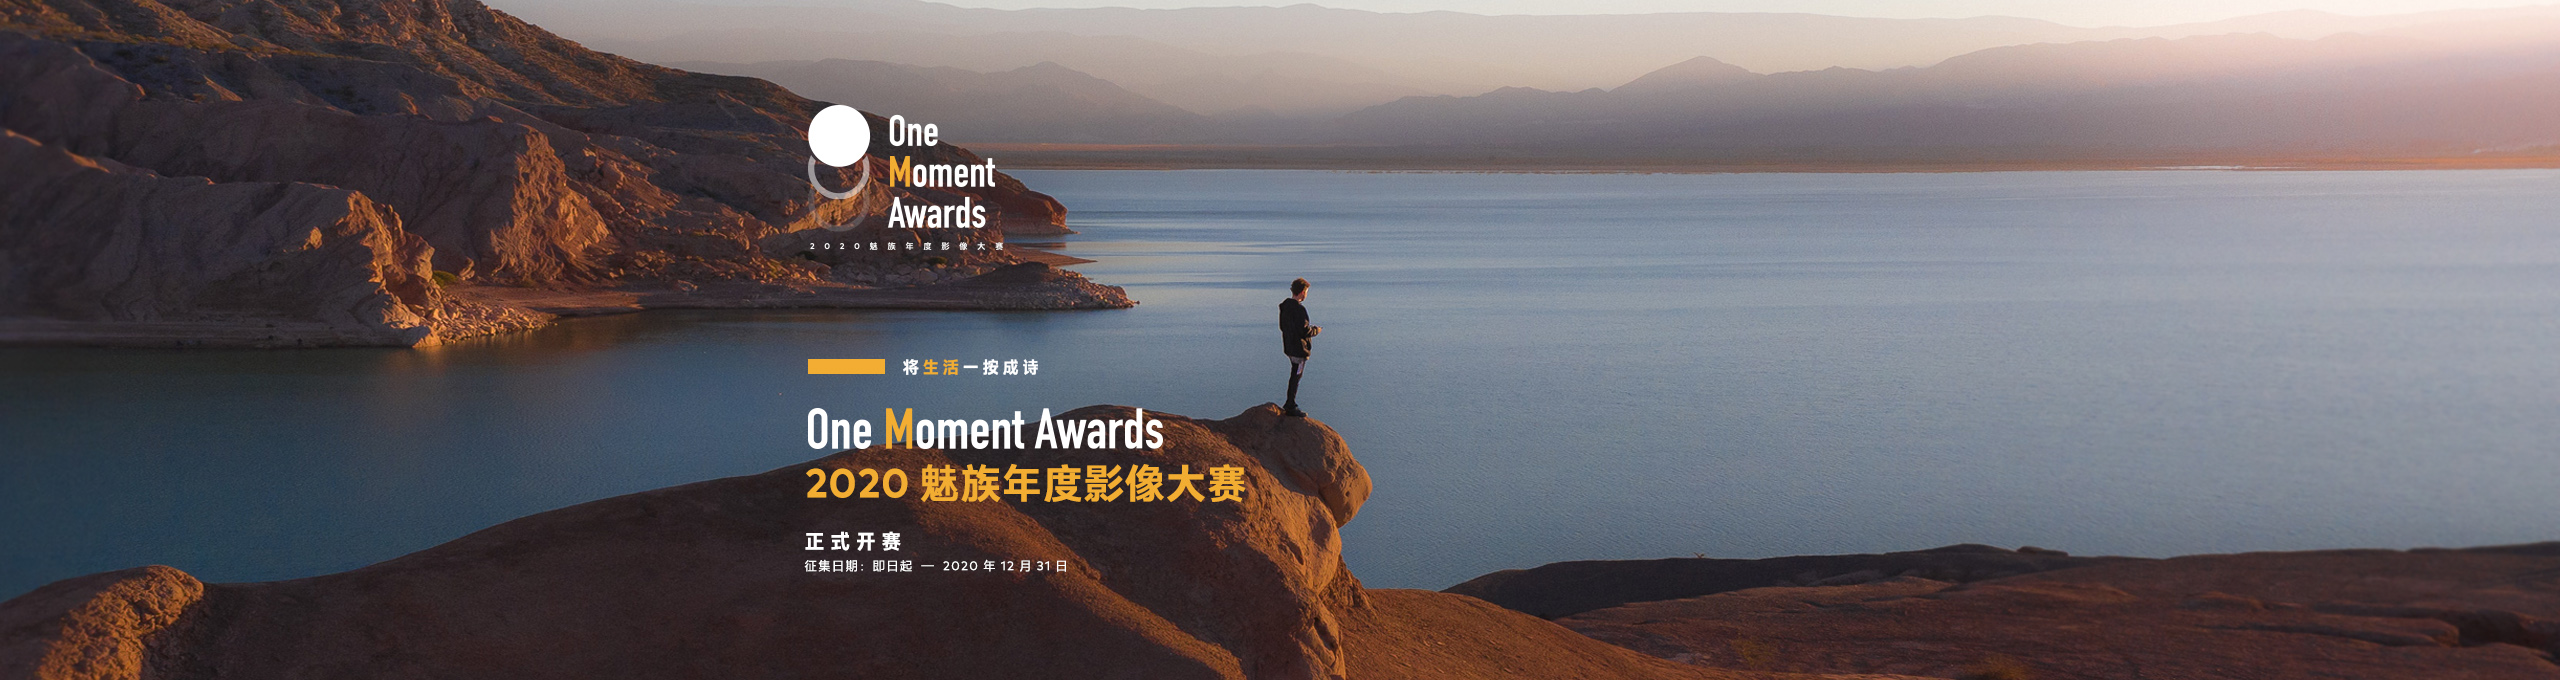 One
Moment
Awards
2020魅族年度影像大赛
将生活一按成诗
One Moment Awards
2020 魅族年度影像大赛
正式开赛
征集日期：即日起 — 2020 年 12 月 31 日